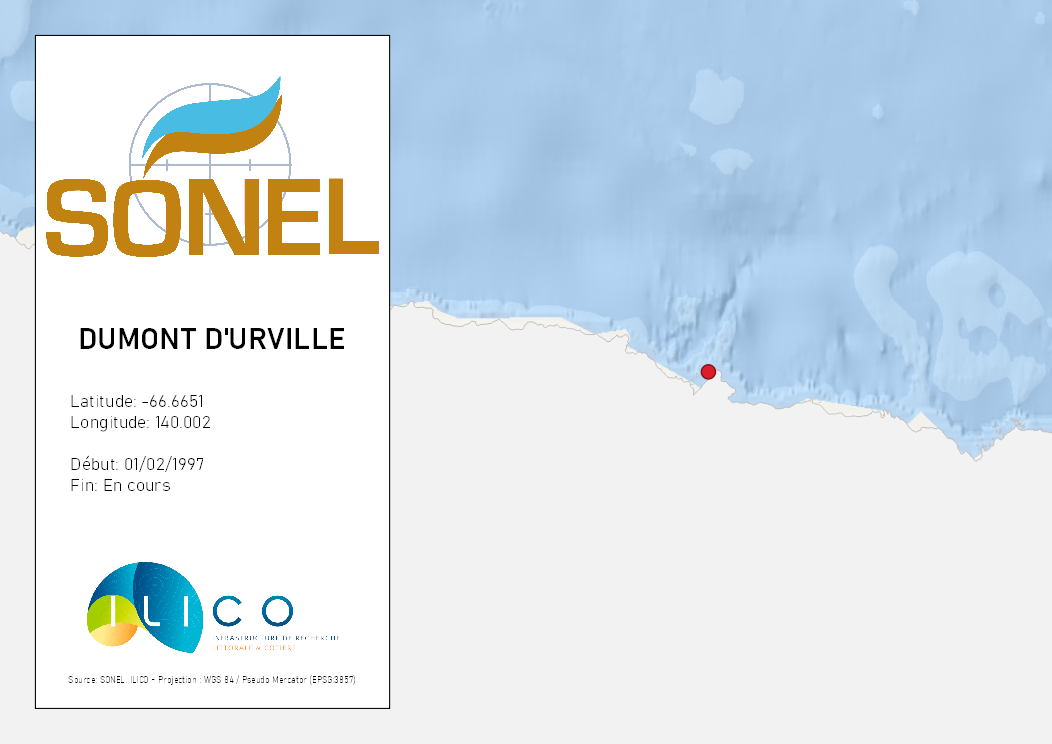 SONEL
DUMONT D'URVILLE
Latitude: -66.6651
Longitude: 140.002
Début: 01/02/1997
Fin: En cours
ILICO
INFRASTRUCTURE DE RECHERCHE
LITTORALE & CÔTIÈRE
Source: SONEL, ILICO - Projection : WGS 84 / Pseudo Mercator (EPSG:3857)